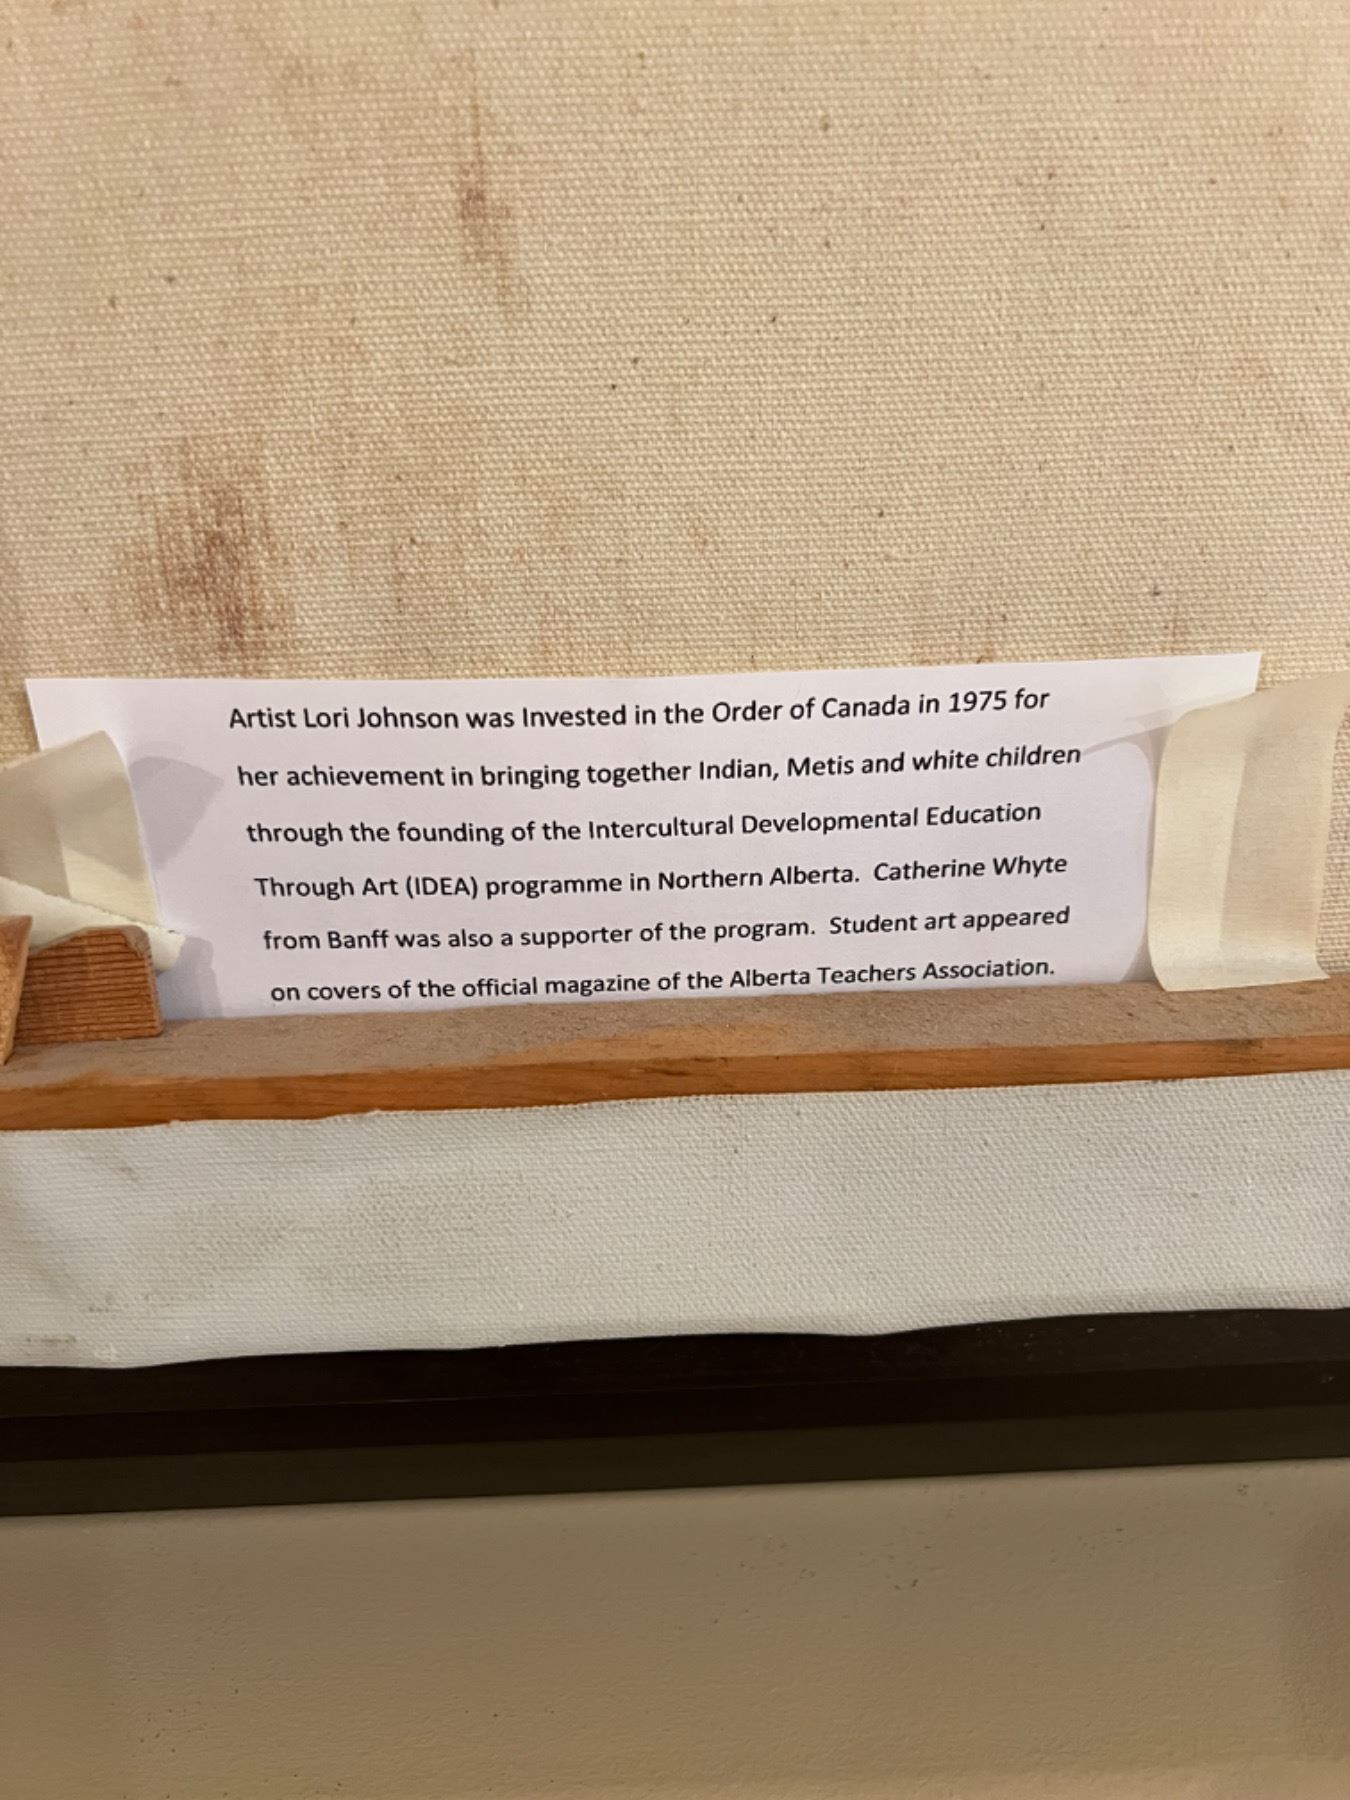 Artist Lori Johnson was Invested in the Order of Canada in 1975 for
her achievement in bringing together Indian, Metis and white children
through the founding of the Intercultural Developmental Education
Through Art (IDEA) programme in Northern Alberta.  Catherine Whyte
from Banff was also a supporter of the program.  Student art appeared
on covers of the official magazine of the Alberta Teachers Association.